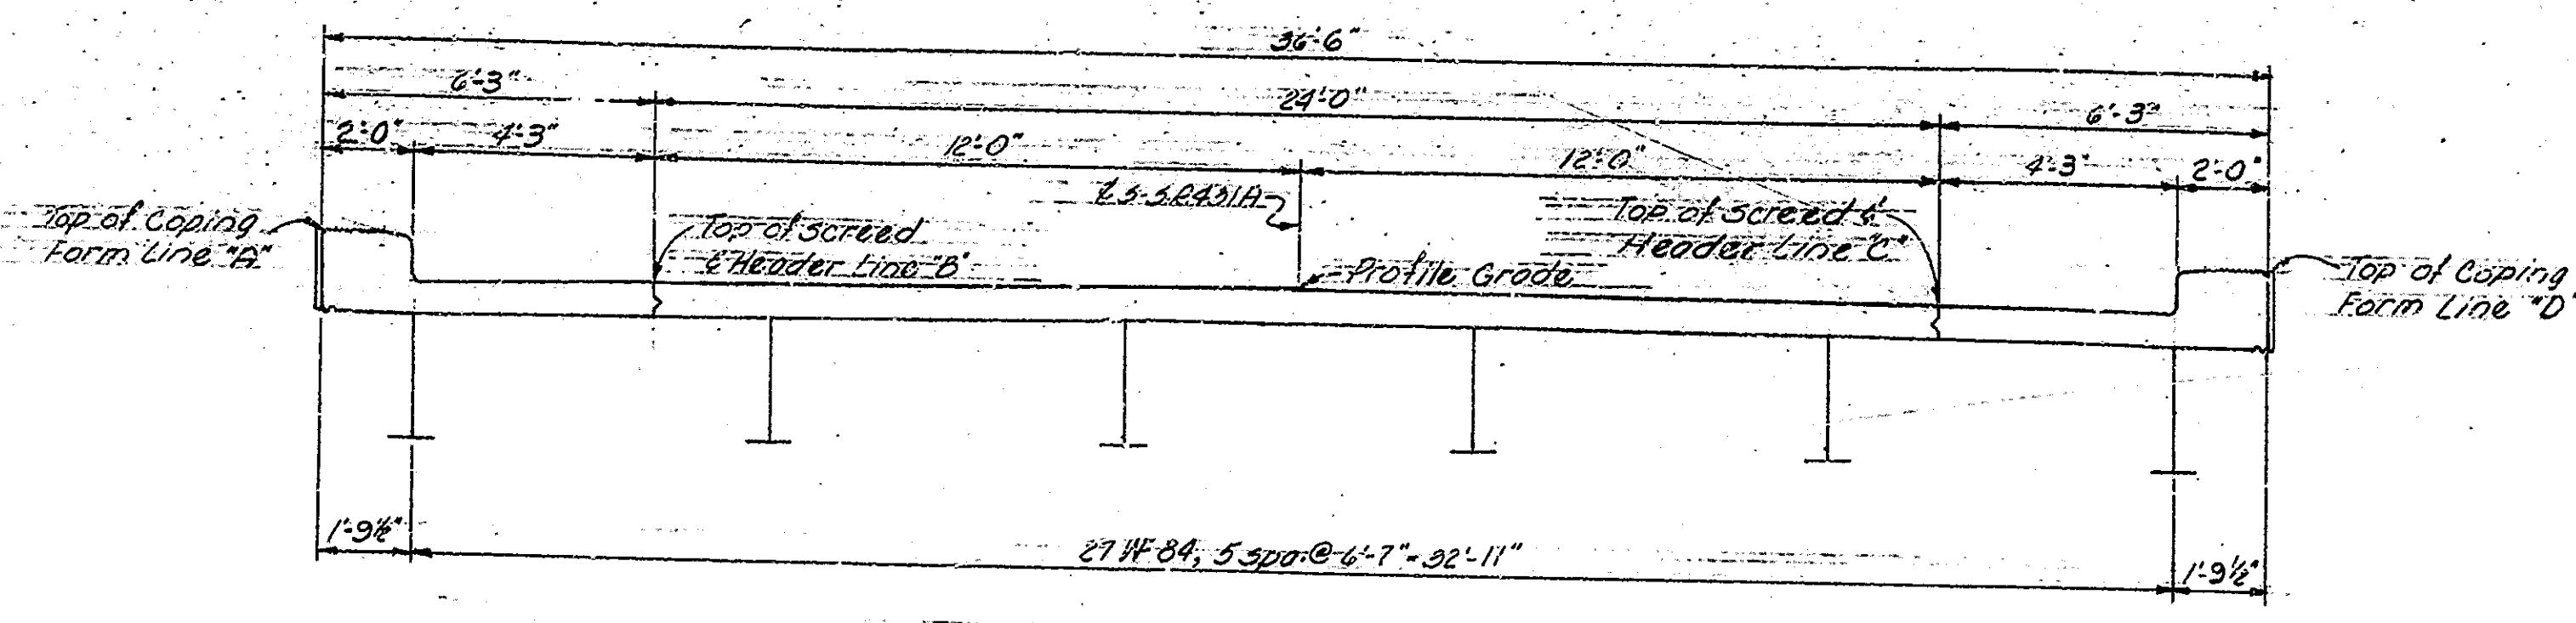 36'-6"
6'-3"
24'-0"
6'-3"
2'-0"
4'-3"
12'-0"
12'-0"
4'-3"
2'-0"
Top of Coping
Form Line "A"
Top of screed
& Header Line "B"
Profile Grade
Top of screed &
Header Line "C"
Top of Coping
Form Line "D"
1'-9½"
27 WF 84, 5 spa. @ 6'-7" = 32'-11"
1'-9½"